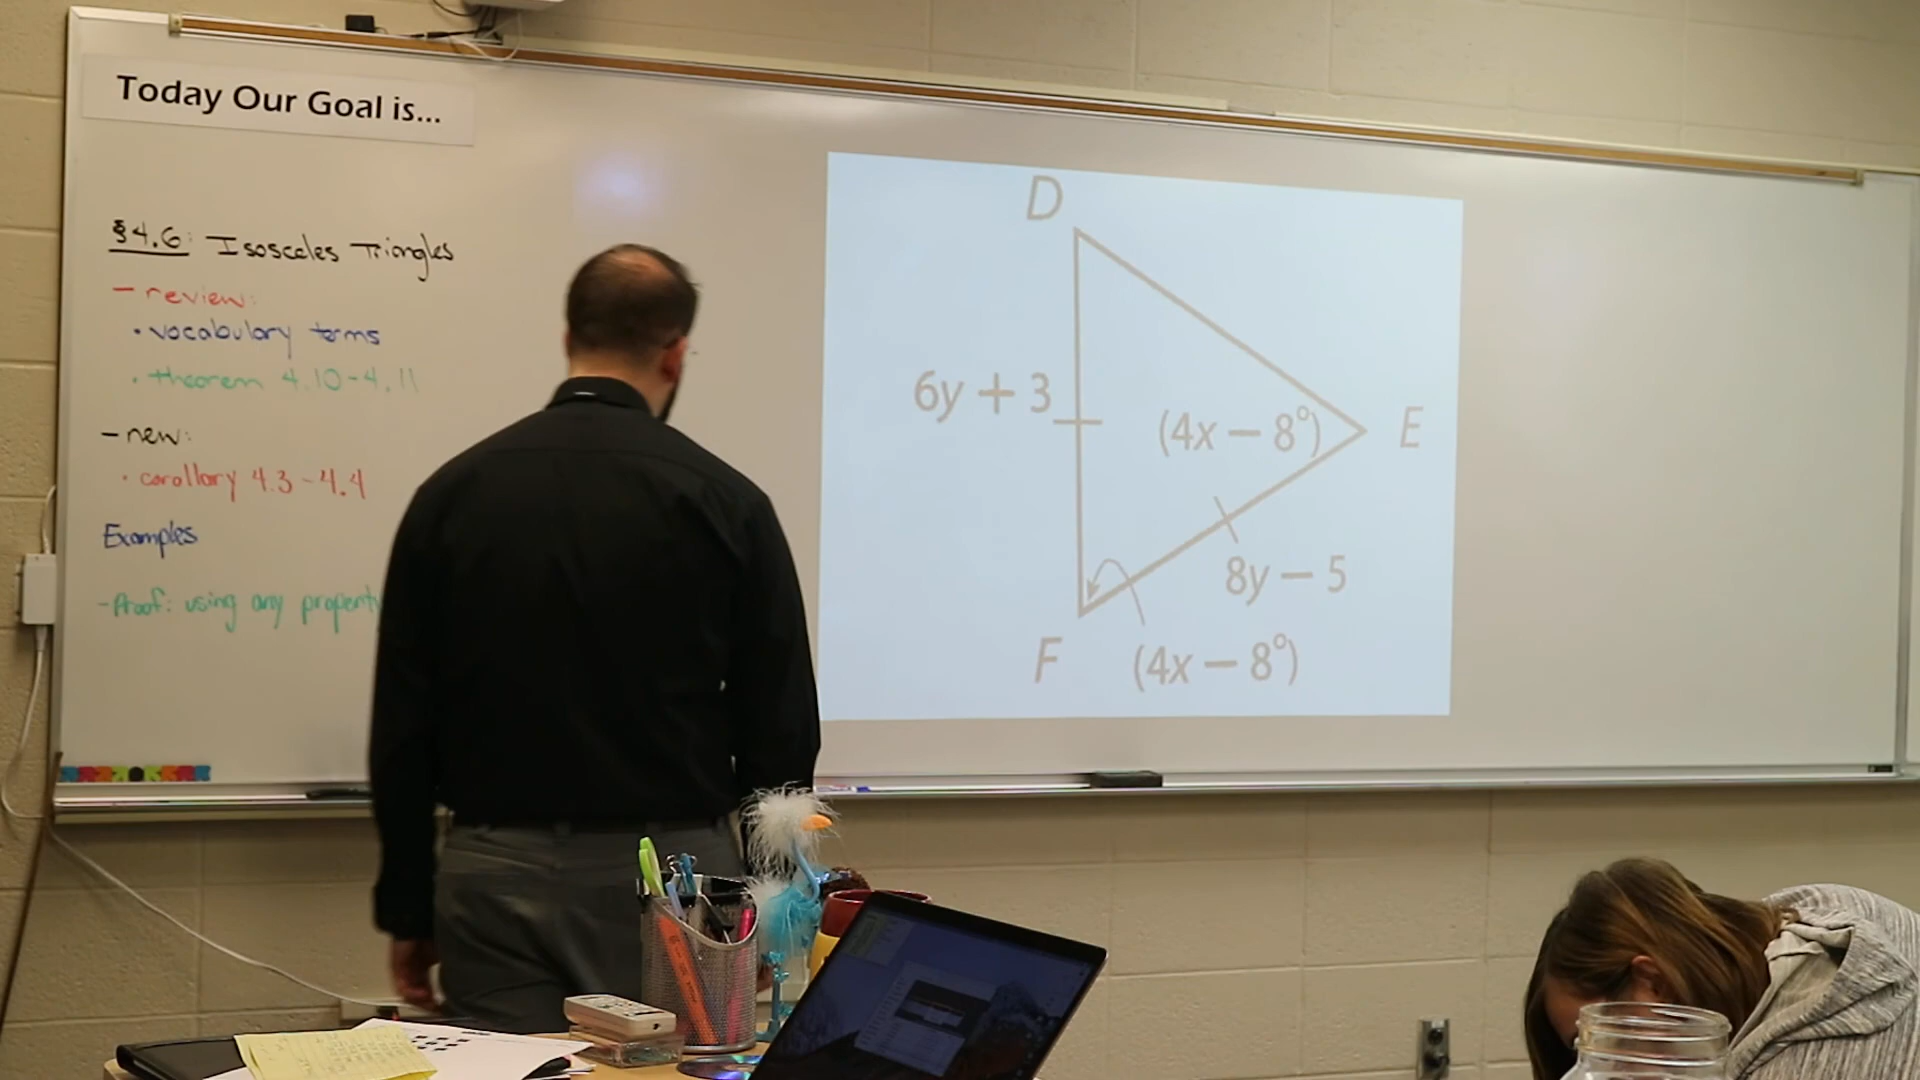 Today Our Goal is...
§4.6: Isosceles Triangles
- review:
• vocabulary terms
• theorem 4.10-4.11
- new:
• corollary 4.3-4.4
Examples
- Proof: using any property
D
6y + 3
(4x - 8°)
E
8y - 5
F
(4x - 8°)